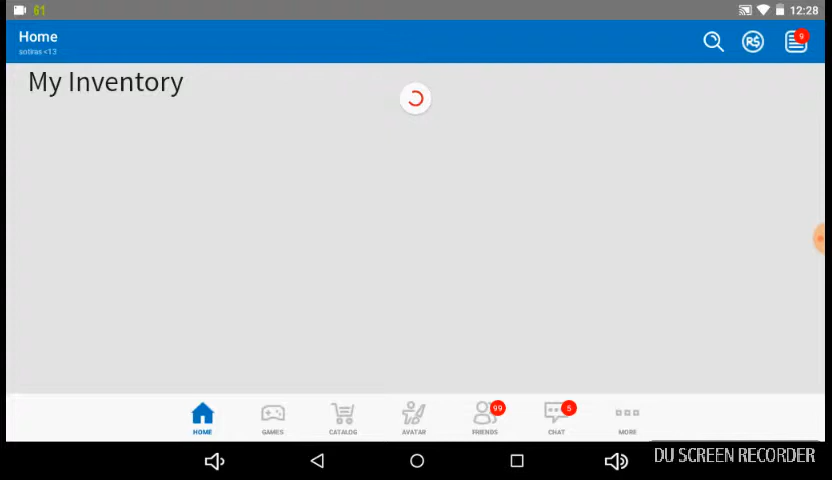 61
12:28
Home
sotiras <13
R$
9
My Inventory
99
5
HOME
GAMES
CATALOG
AVATAR
FRIENDS
CHAT
MORE
DU SCREEN RECORDER